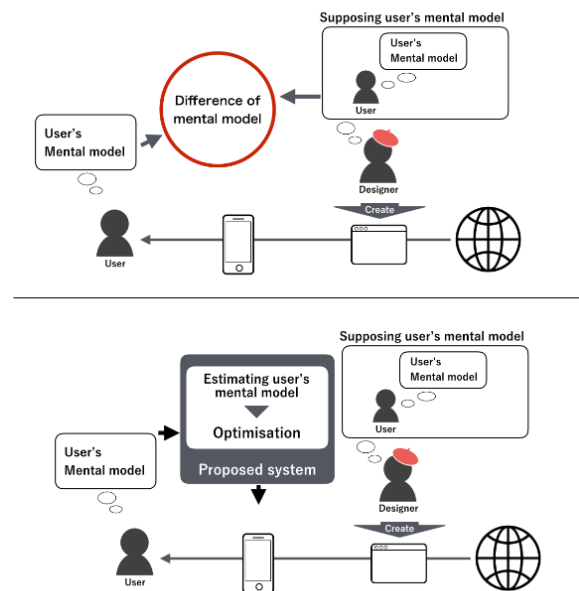 Supposing user's mental model
User's
Mental model
User
Difference of
mental model
User's
Mental model
Designer
Create
User
Supposing user's mental model
User's
Mental model
User
Estimating user's
mental model
Optimisation
Proposed system
User's
Mental model
Designer
Create
User